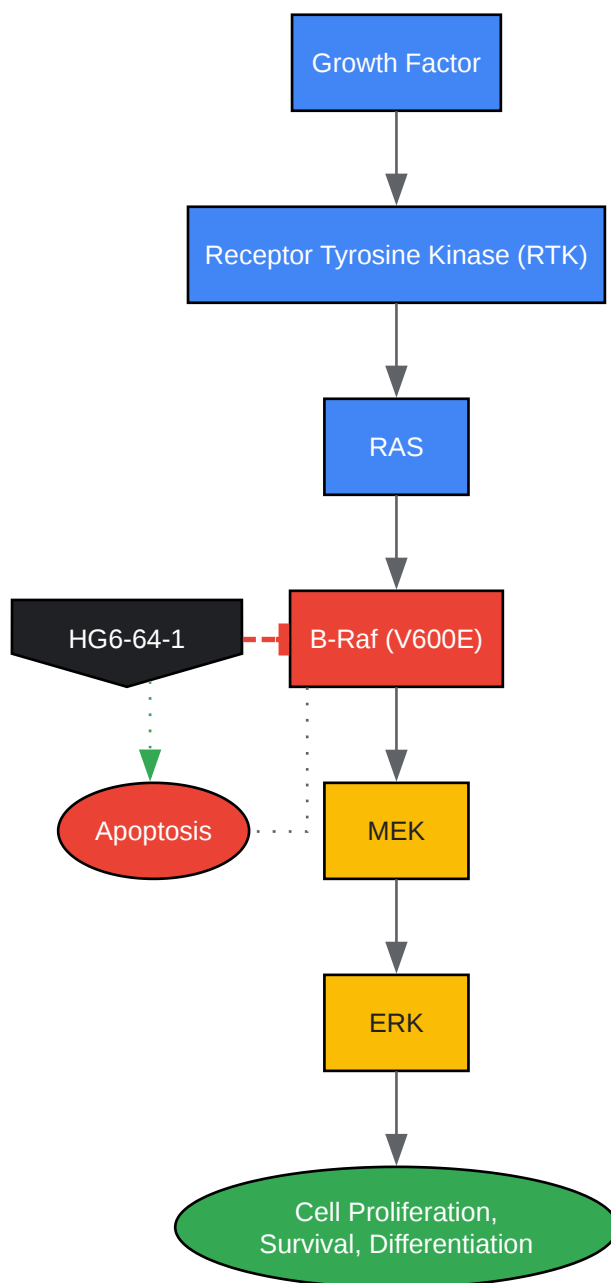 Growth Factor
Receptor Tyrosine Kinase (RTK)
RAS
HG6-64-1
B-Raf (V600E)
Apoptosis
MEK
ERK
Cell Proliferation,
Survival, Differentiation